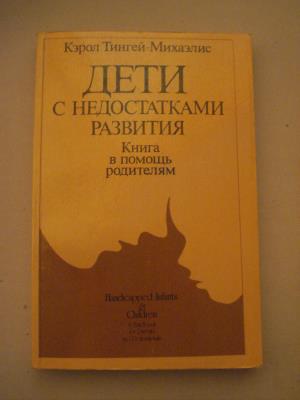 Кэрол Тингей-Михаэлис
ДЕТИ
С НЕДОСТАТКАМИ
РАЗВИТИЯ
Книга
в помощь
родителям
Handicapped Infants
&
Children